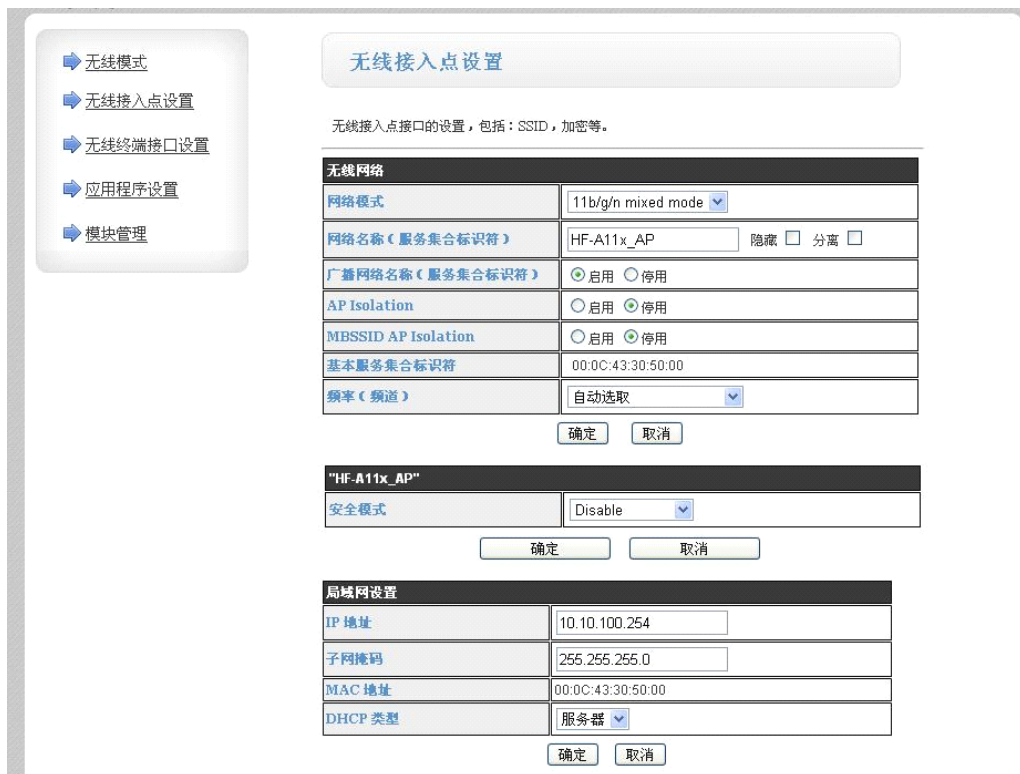 无线模式
无线接入点设置
无线终端接口设置
应用程序设置
模块管理
无线接入点设置
无线接入点接口的设置，包括：SSID，加密等。
无线网络
网络模式 11b/g/n mixed mode
网络名称（服务集合标识符） HF-A11x_AP 隐藏 分离
广播网络名称（服务集合标识符） 启用 停用
AP Isolation 启用 停用
MBSSID AP Isolation 启用 停用
基本服务集合标识符 00:0C:43:30:50:00
频率（频道） 自动选取
确定 取消
"HF-A11x_AP"
安全模式 Disable
确定 取消
局域网设置
IP 地址 10.10.100.254
子网掩码 255.255.255.0
MAC 地址 00:0C:43:30:50:00
DHCP 类型 服务器
确定 取消